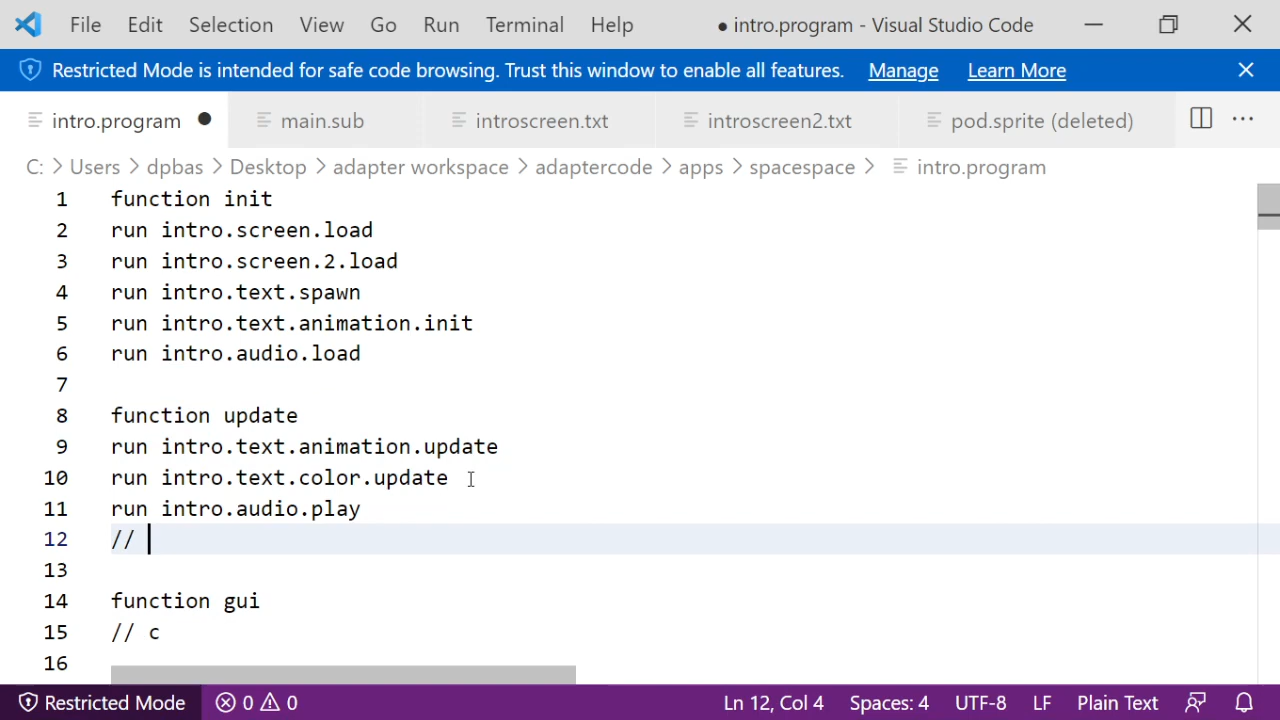 File Edit Selection View Go Run Terminal Help ● intro.program - Visual Studio Code
Restricted Mode is intended for safe code browsing. Trust this window to enable all features. Manage Learn More
intro.program ● main.sub introscreen.txt introscreen2.txt pod.sprite (deleted) ···
C: > Users > dpbas > Desktop > adapter workspace > adaptercode > apps > spacespace > intro.program
1 function init
2 run intro.screen.load
3 run intro.screen.2.load
4 run intro.text.spawn
5 run intro.text.animation.init
6 run intro.audio.load
7
8 function update
9 run intro.text.animation.update
10 run intro.text.color.update
11 run intro.audio.play
12 //
13
14 function gui
15 // c
16
Restricted Mode 0 0 Ln 12, Col 4 Spaces: 4 UTF-8 LF Plain Text